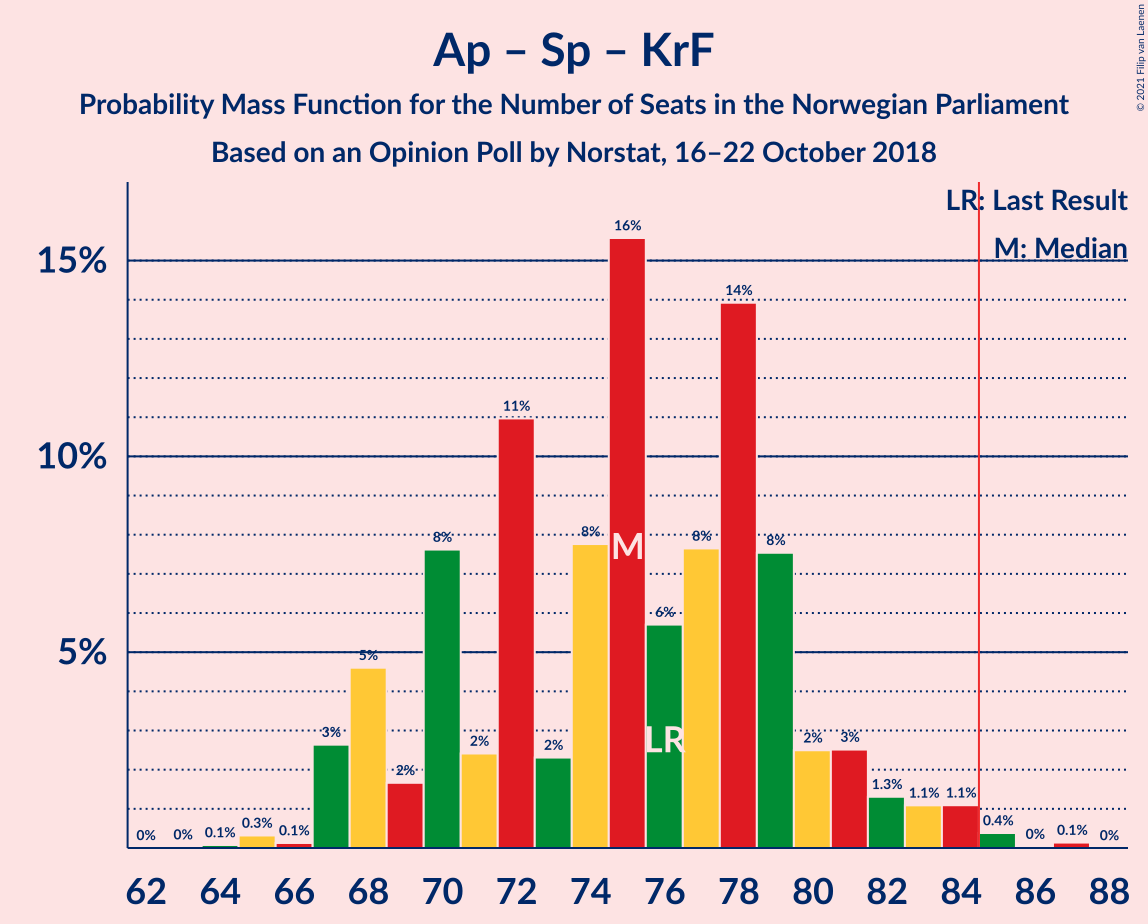 Ap – Sp – KrF
Probability Mass Function for the Number of Seats in the Norwegian Parliament
Based on an Opinion Poll by Norstat, 16–22 October 2018
© 2021 Filip van Laenen
LR: Last Result
M: Median
15%
10%
5%
0% 0% 0.1% 0.3% 0.1% 3% 5% 2% 8% 2% 11% 2% 8% 16% 6% 8% 14% 8% 2% 3% 1.3% 1.1% 1.1% 0.4% 0% 0.1% 0%
M
LR
62 64 66 68 70 72 74 76 78 80 82 84 86 88